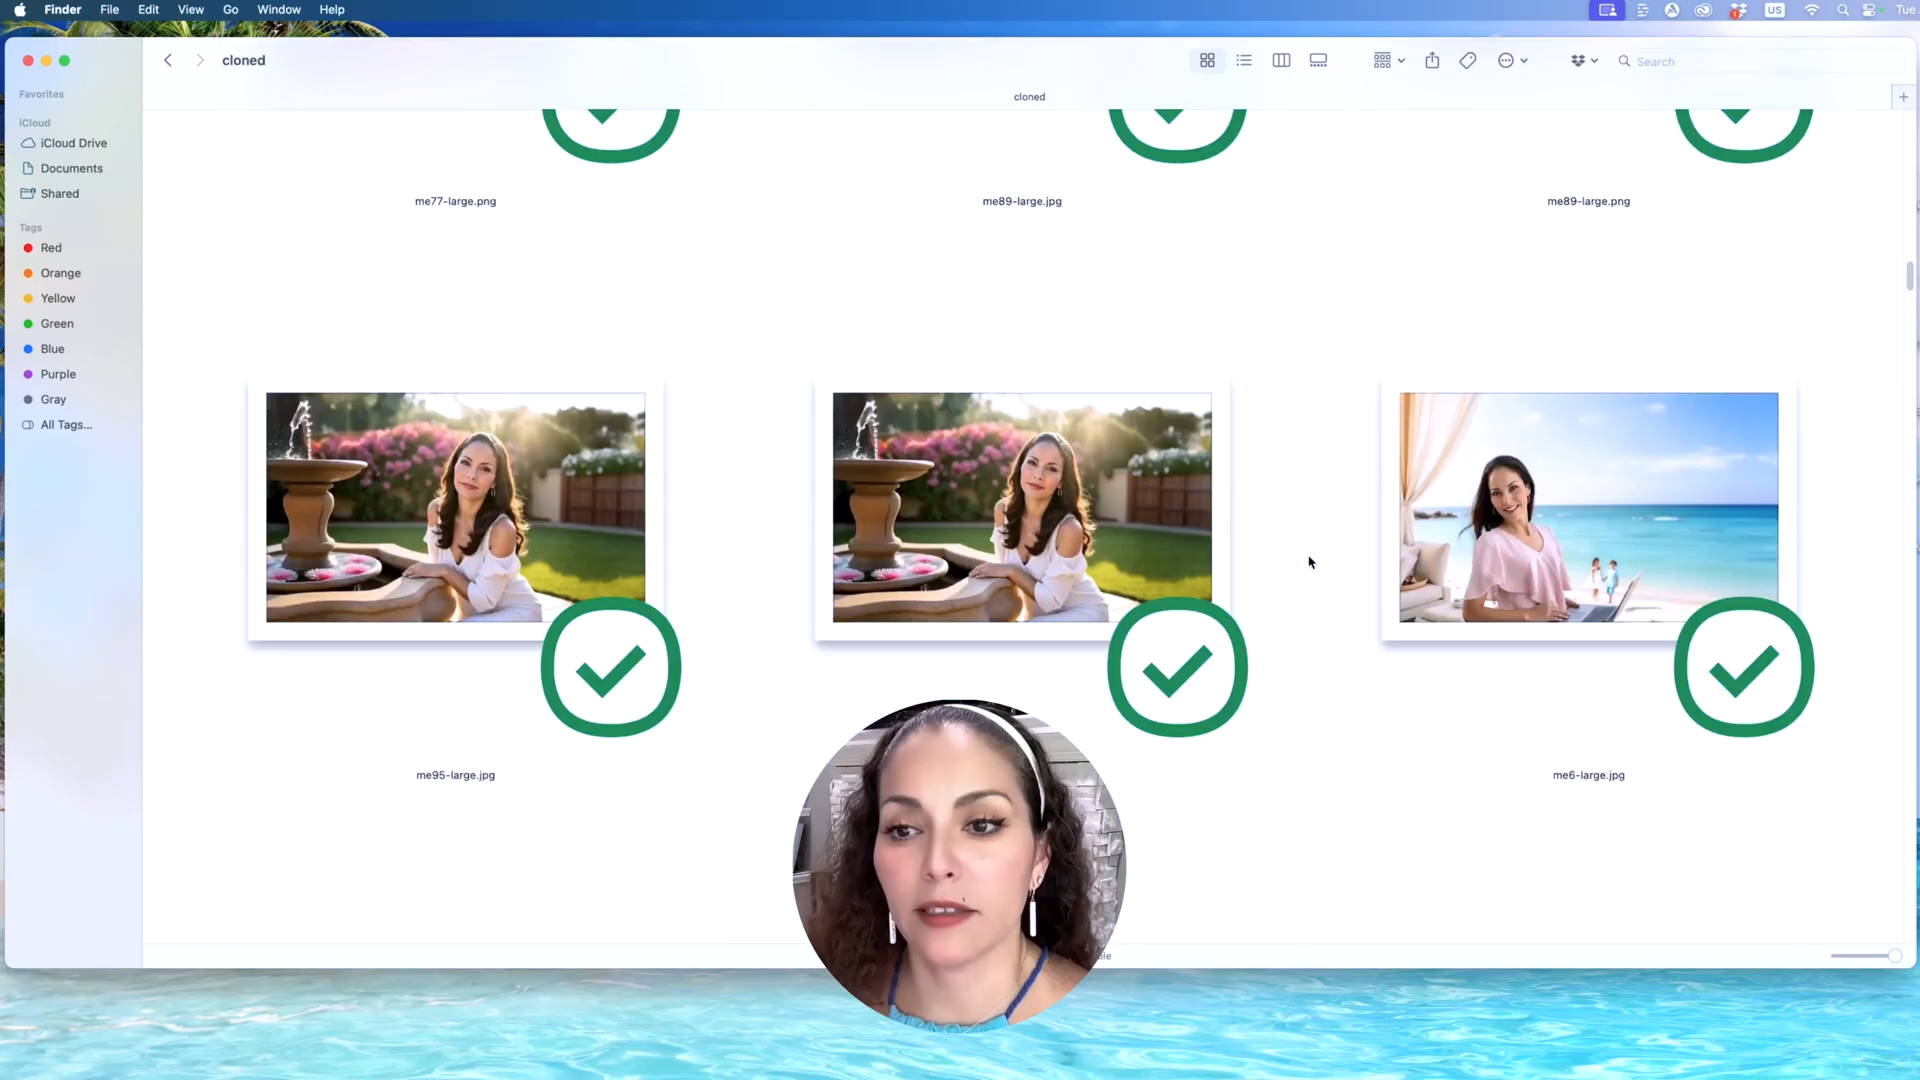 Finder File Edit View Go Window Help
US
Tue
cloned
Search
cloned
Favorites
iCloud
iCloud Drive
Documents
Shared
Tags
Red
Orange
Yellow
Green
Blue
Purple
Gray
All Tags...
me77-large.png
me89-large.jpg
me89-large.png
me95-large.jpg
me6-large.jpg